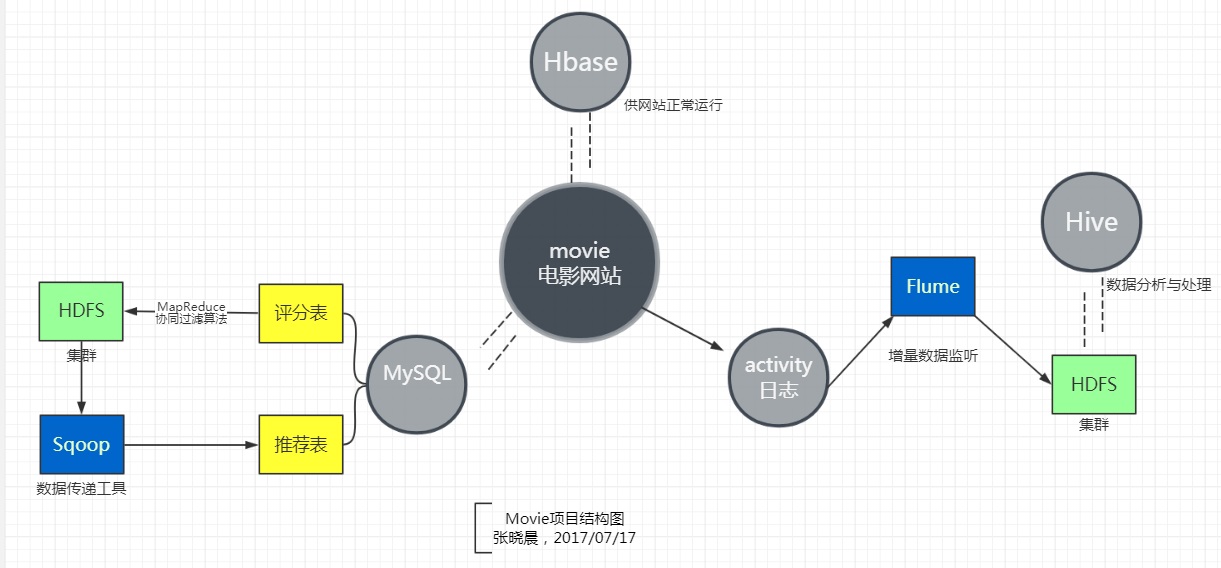 Hbase
供网站正常运行
movie
电影网站
Hive
数据分析与处理
Flume
增量数据监听
HDFS
集群
MapReduce
协同过滤算法
评分表
MySQL
activity
日志
HDFS
集群
Sqoop
数据传递工具
推荐表
Movie项目结构图
张晓晨，2017/07/17